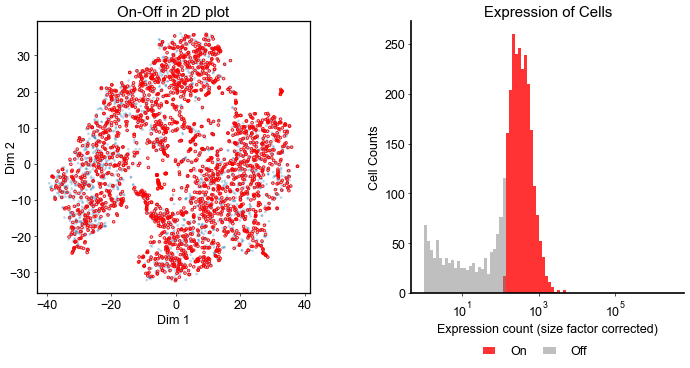 On-Off in 2D plot
Dim 2
30
20
10
0
−10
−20
−30
−40 −20 0 20 40
Dim 1
Expression of Cells
Cell Counts
250
200
150
100
50
0
10^1 10^3 10^5
Expression count (size factor corrected)
On Off